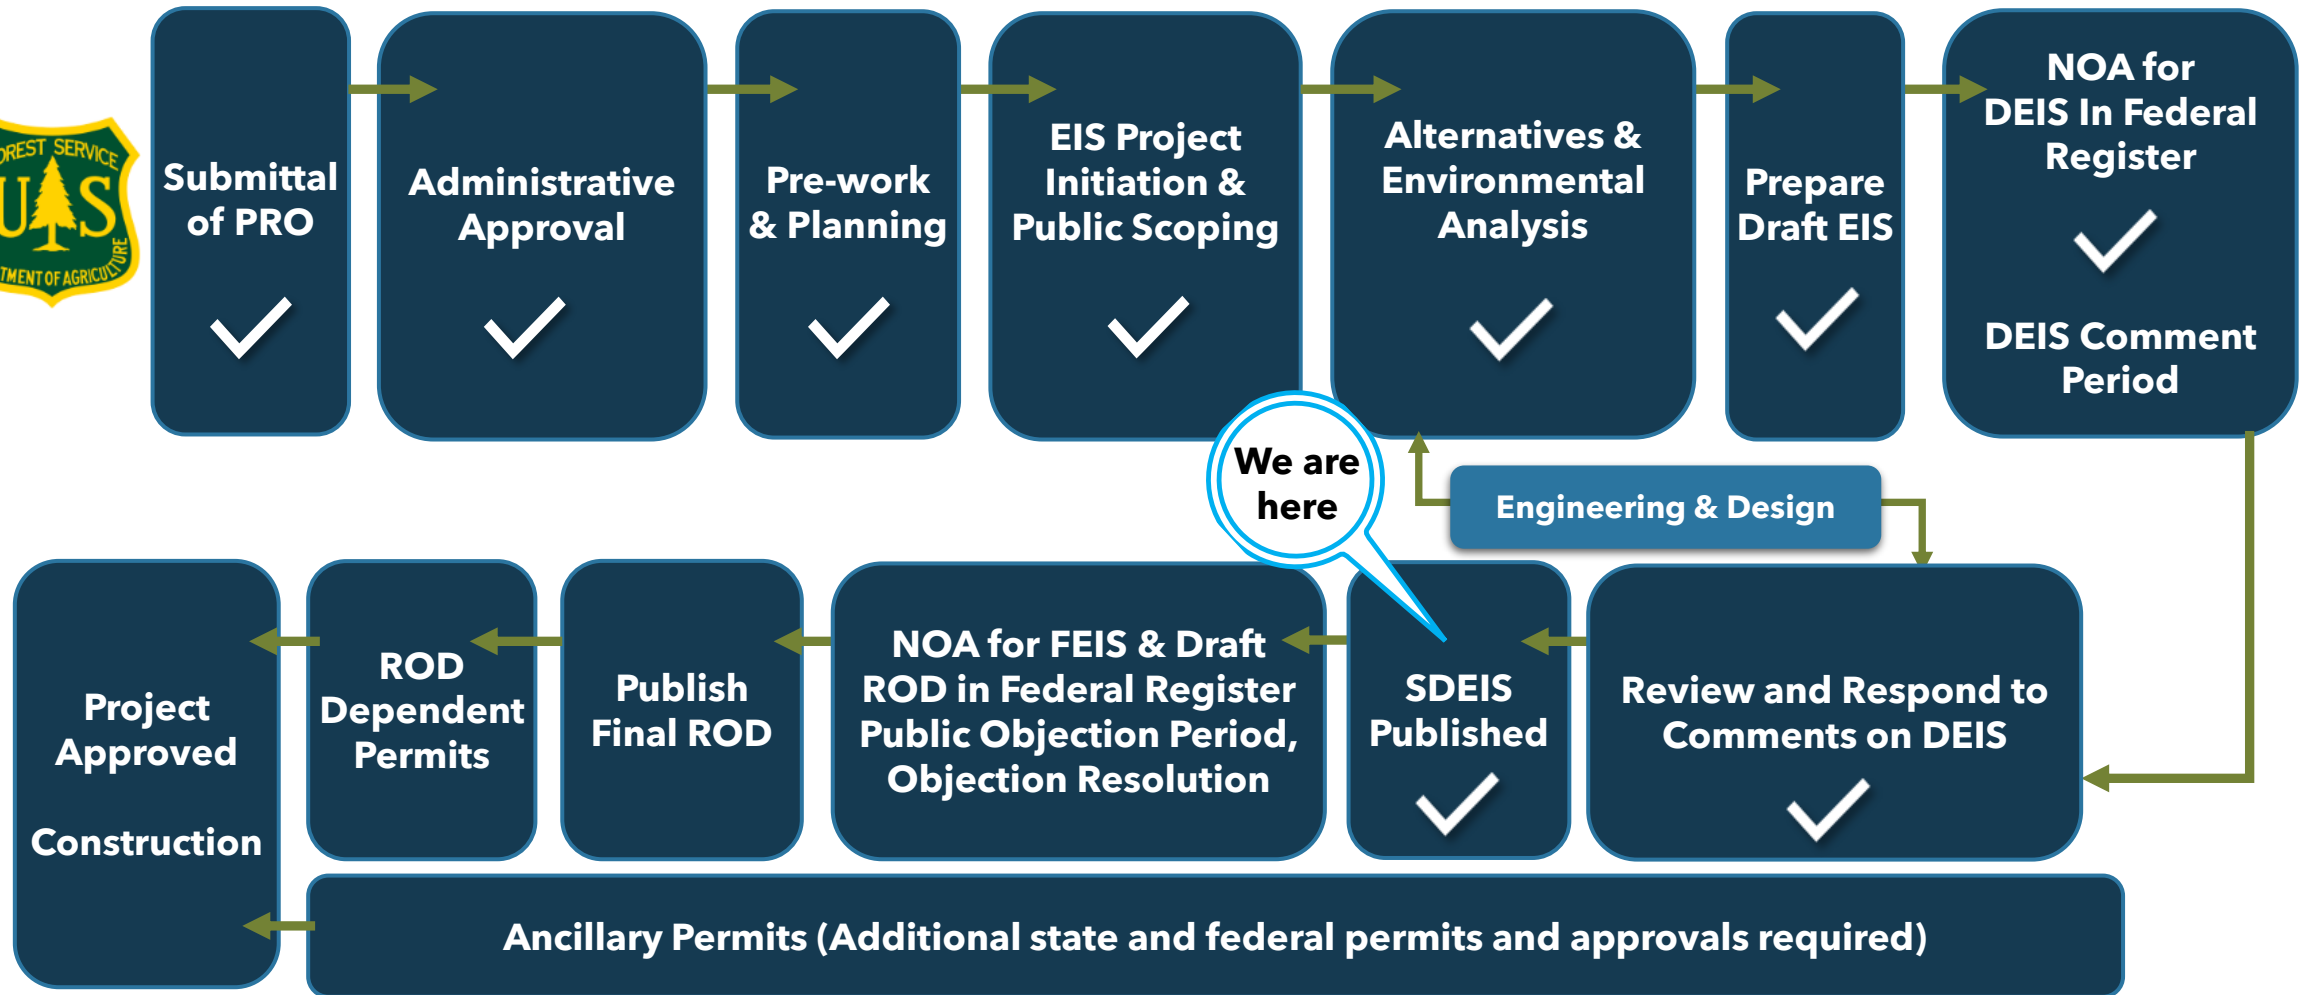 FOREST SERVICE
U S
DEPARTMENT OF AGRICULTURE
Submittal
of PRO
Administrative
Approval
Pre-work
& Planning
EIS Project
Initiation &
Public Scoping
Alternatives &
Environmental
Analysis
Prepare
Draft EIS
NOA for
DEIS In Federal
Register
DEIS Comment
Period
We are
here
Engineering & Design
Review and Respond to
Comments on DEIS
SDEIS
Published
NOA for FEIS & Draft
ROD in Federal Register
Public Objection Period,
Objection Resolution
Publish
Final ROD
ROD
Dependent
Permits
Project
Approved
Construction
Ancillary Permits (Additional state and federal permits and approvals required)